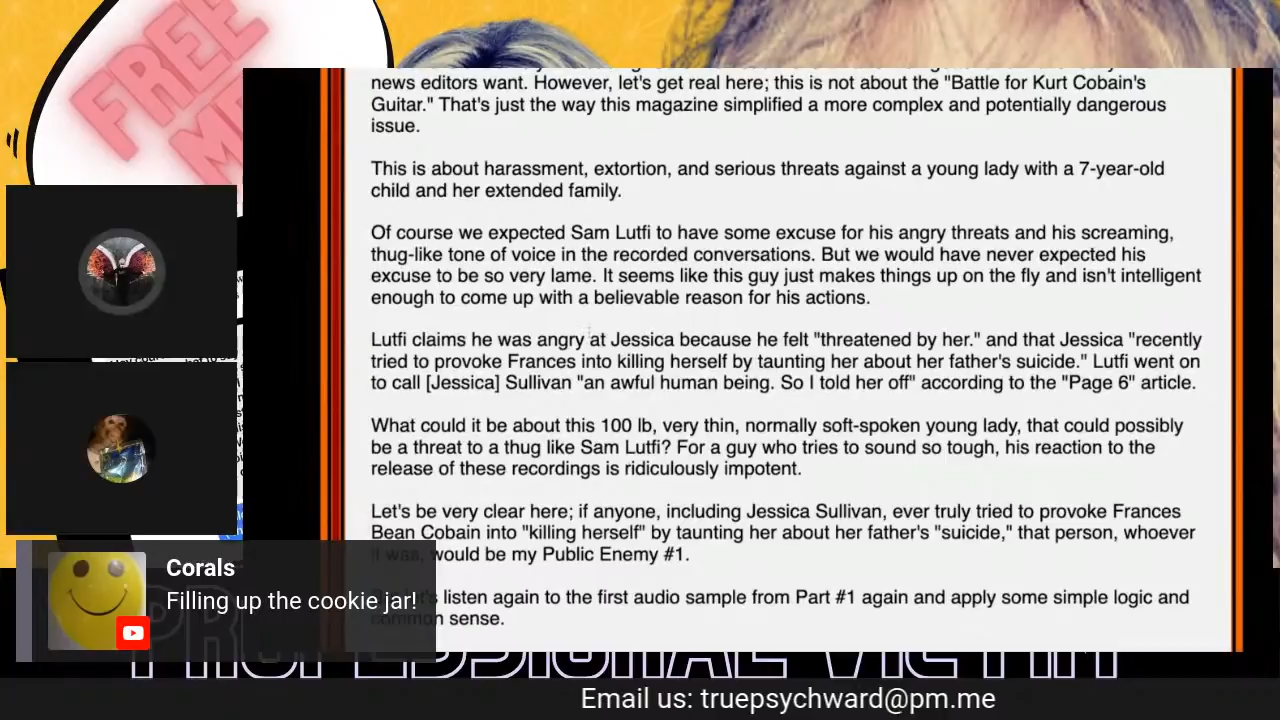 FREE
news editors want. However, let's get real here; this is not about the "Battle for Kurt Cobain's
Guitar." That's just the way this magazine simplified a more complex and potentially dangerous
issue.
This is about harassment, extortion, and serious threats against a young lady with a 7-year-old
child and her extended family.
Of course we expected Sam Lutfi to have some excuse for his angry threats and his screaming,
thug-like tone of voice in the recorded conversations. But we would have never expected his
excuse to be so very lame. It seems like this guy just makes things up on the fly and isn't intelligent
enough to come up with a believable reason for his actions.
Lutfi claims he was angry at Jessica because he felt "threatened by her." and that Jessica "recently
tried to provoke Frances into killing herself by taunting her about her father's suicide." Lutfi went on
to call [Jessica] Sullivan "an awful human being. So I told her off" according to the "Page 6" article.
What could it be about this 100 lb, very thin, normally soft-spoken young lady, that could possibly
be a threat to a thug like Sam Lutfi? For a guy who tries to sound so tough, his reaction to the
release of these recordings is ridiculously impotent.
Let's be very clear here; if anyone, including Jessica Sullivan, ever truly tried to provoke Frances
Bean Cobain into "killing herself" by taunting her about her father's "suicide," that person, whoever
it was, would be my Public Enemy #1.
listen again to the first audio sample from Part #1 again and apply some simple logic and
common sense.
Corals
Filling up the cookie jar!
PROFESSIONAL VICTIM
Email us: truepsychward@pm.me